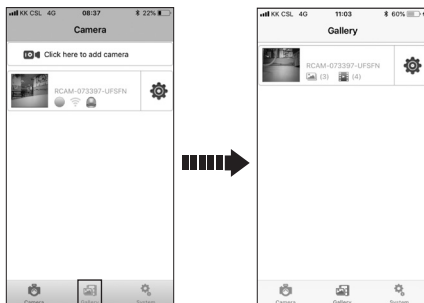 KK CSL 4G 08:37 22%
Camera
Click here to add camera
RCAM-073397-UFSFN
Camera Gallery System
KK CSL 4G 11:03 60%
Gallery
RCAM-073397-UFSFN
(3) (4)
Camera Gallery System